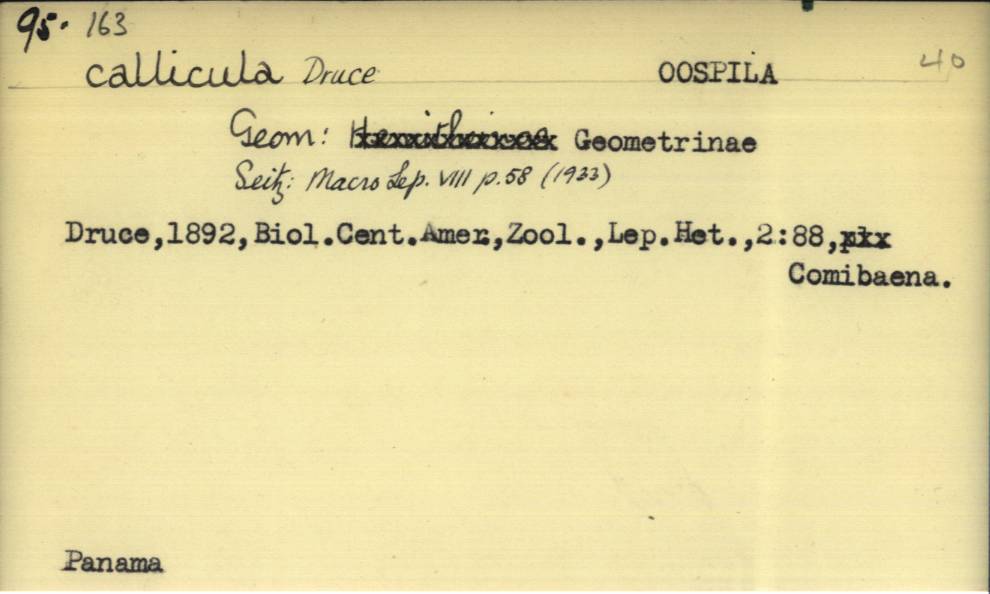 95. 163
callicula Druce OOSPILA 40
Geom: Hemitheinae Geometrinae
Seitz: Macro Lep. VIII p.58 (1933)
Druce,1892,Biol.Cent.Amer.,Zool.,Lep.Het.,2:88,
Comibaena.
Panama